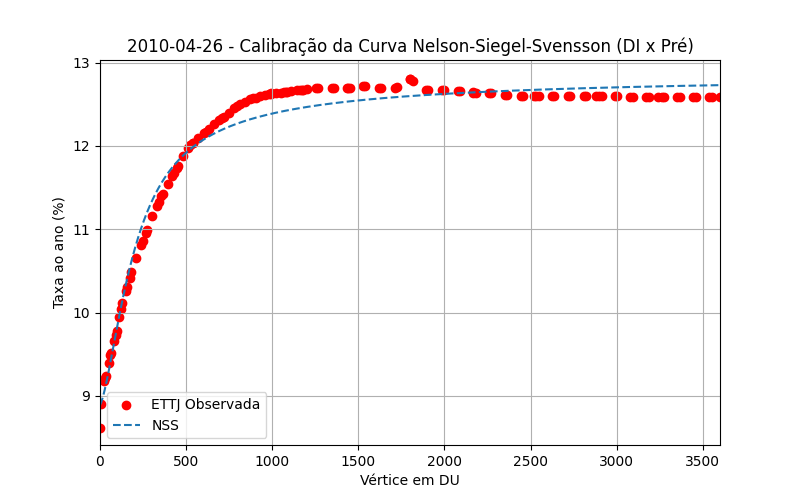 2010-04-26 - Calibração da Curva Nelson-Siegel-Svensson (DI x Pré)
13
12
11
10
9
Taxa ao ano (%)
ETTJ Observada
NSS
0 500 1000 1500 2000 2500 3000 3500
Vértice em DU